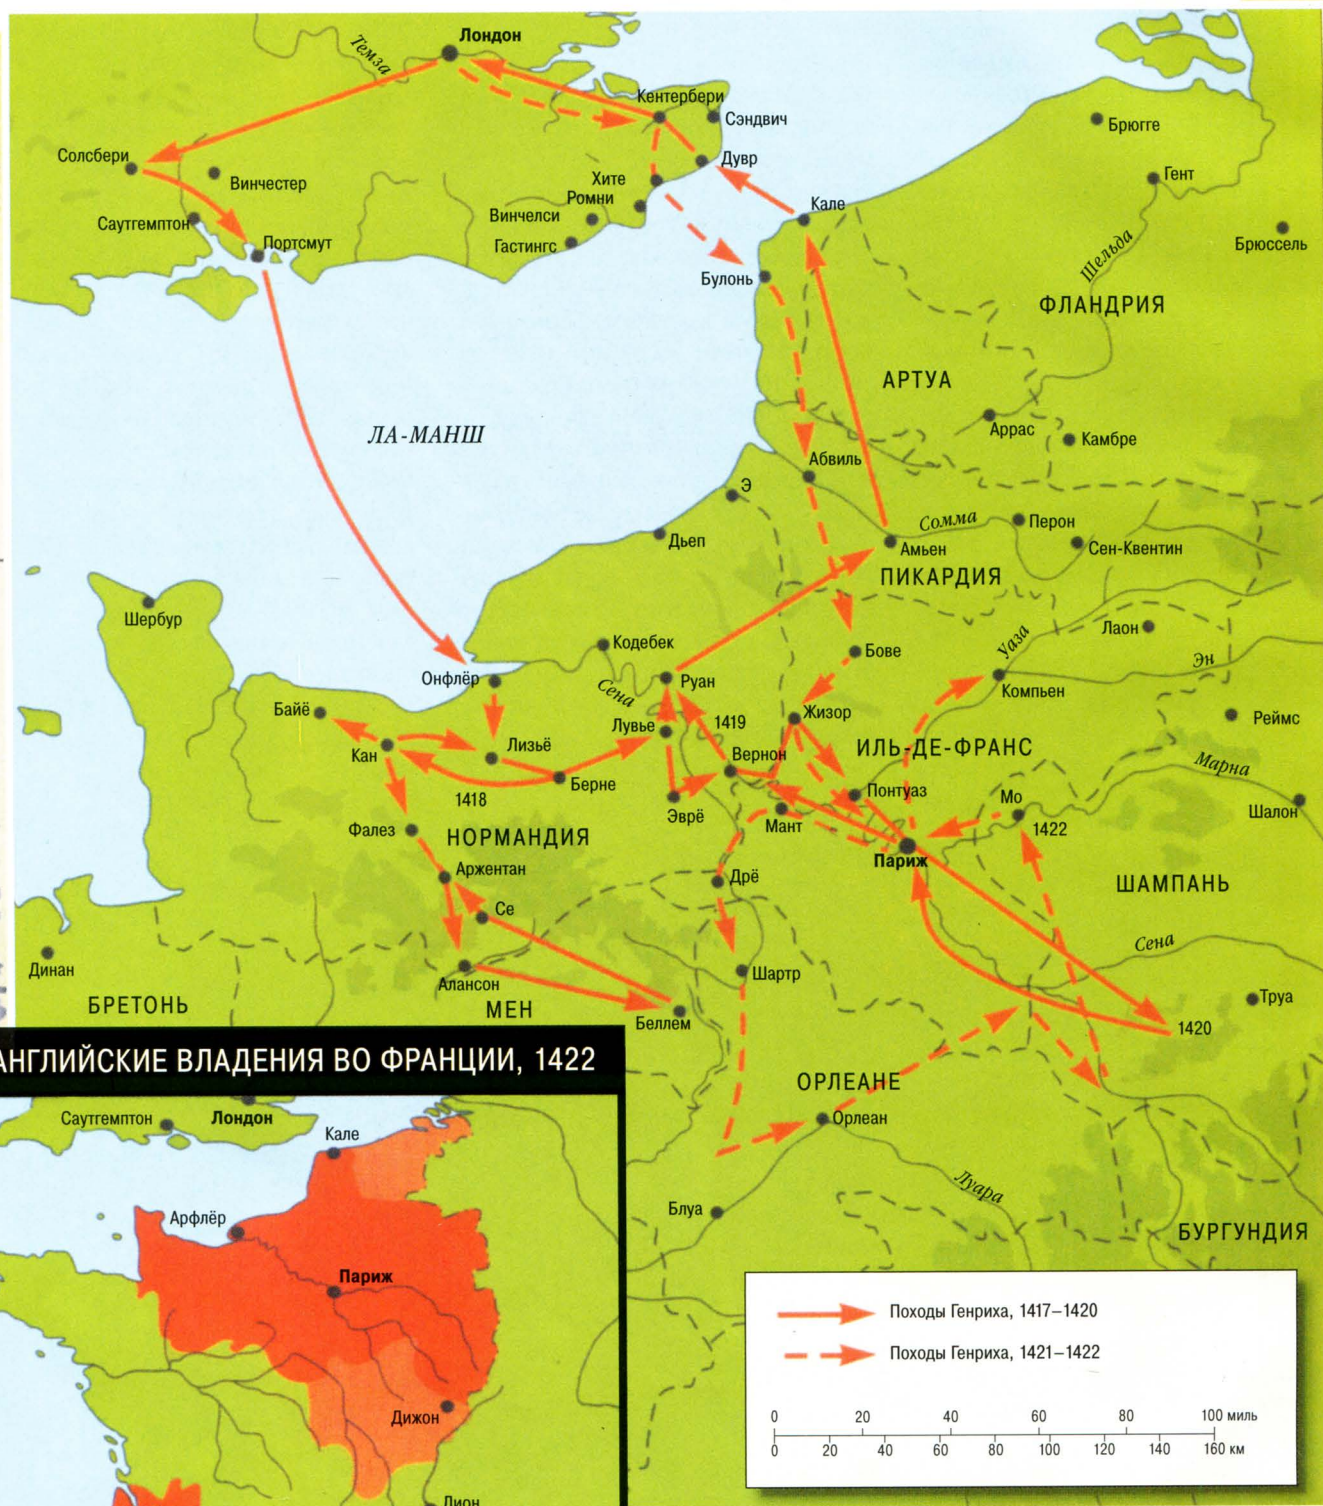 Лондон
Темза
Кентербери
Сэндвич
Брюгге
Солсбери
Винчестер
Дувр
Хите
Гент
Ромни
Винчелси
Кале
Саутгемптон
Портсмут
Гастингс
Брюссель
Шельда
Булонь
ФЛАНДРИЯ
АРТУА
ЛА-МАНШ
Аррас
Камбре
Абвиль
Э
Сомма
Перон
Дьеп
Амьен
Сен-Квентин
ПИКАРДИЯ
Шербур
Кодебек
Бове
Уаза
Лаон
Эн
Онфлёр
Сена
Руан
Компьен
Байё
Лувье
1419
Жизор
Реймс
Кан
Лизьё
Вернон
ИЛЬ-ДЕ-ФРАНС
Марна
Берне
Понтуаз
Мо
1418
Эврё
Мант
1422
Шалон
Фалез
НОРМАНДИЯ
Париж
Аржентан
Дрё
ШАМПАНЬ
Се
Сена
Динан
Алансон
Шартр
БРЕТОНЬ
МЕН
Беллем
Труа
1420
АНГЛИЙСКИЕ ВЛАДЕНИЯ ВО ФРАНЦИИ, 1422
ОРЛЕАНЕ
Орлеан
Луара
Блуа
БУРГУНДИЯ
Саутгемптон
Лондон
Кале
Арфлёр
Париж
Дижон
Лион
Походы Генриха, 1417–1420
Походы Генриха, 1421–1422
0 20 40 60 80 100 миль
0 20 40 60 80 100 120 140 160 км